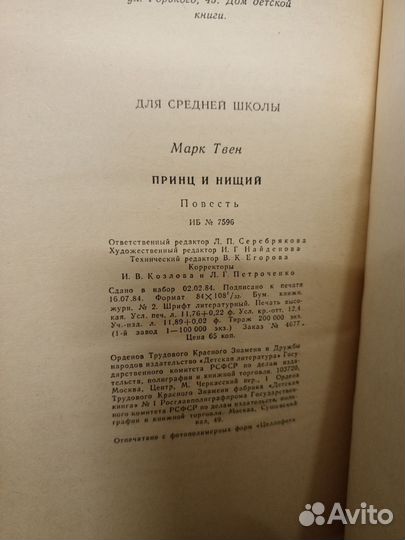 ул. Горького, 43. Дом детской
книги.
ДЛЯ СРЕДНЕЙ ШКОЛЫ
Марк Твен
ПРИНЦ И НИЩИЙ
Повесть
ИБ № 7596
Ответственный редактор Л. П. Серебрякова
Художественный редактор И. Г. Найденова
Технический редактор В. К. Егорова
Корректоры
И. В. Козлова и Л. Г. Петроченко
Сдано в набор 02.02.84. Подписано к печати
16.07.84. Формат 84×108¹/₃₂. Бум. книжн.
журн. № 2. Шрифт литературный. Печать высо-
кая. Усл. печ. л. 11,76+0,22 ф. Усл. кр.-отт. 12,4.
Уч.-изд. л. 11,89+0,02 ф. Тираж 200 000 экз.
(1-й завод 1—100 000 экз.) Заказ № 4677.
Цена 65 коп.
Орденов Трудового Красного Знамени и Дружбы
народов издательство «Детская литература» Госу-
дарственного комитета РСФСР по делам изда-
тельств, полиграфии и книжной торговли. 103720,
Москва, Центр, М. Черкасский пер., 1 Ордена
Трудового Красного Знамени фабрика «Детская
книга» № 1 Росглавполиграфпрома Государствен-
ного комитета РСФСР по делам издательств, поли-
графии и книжной торговли. Москва, Сущевский
вал, 49.
Отпечатано с фотополимерных форм «Целлофот»
Avito